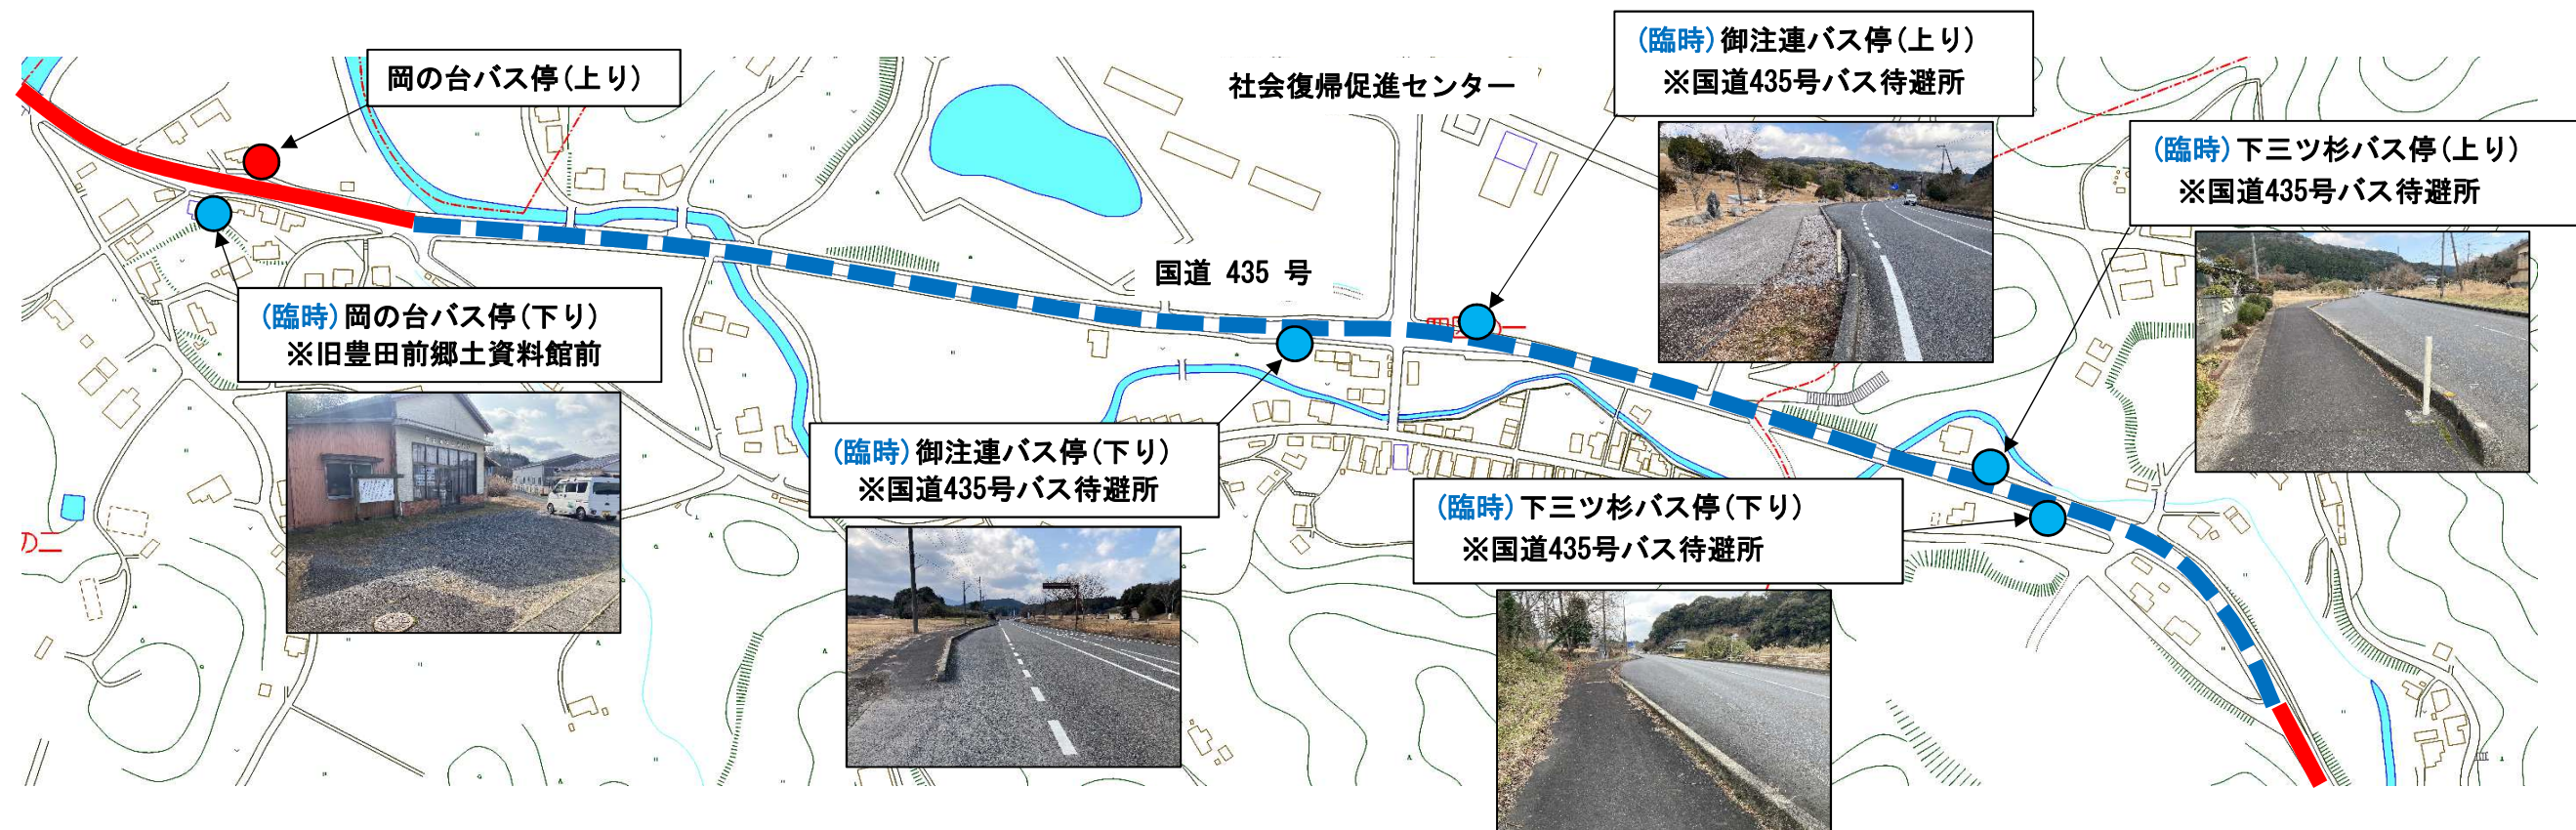 岡の台バス停(上り)
社会復帰促進センター
(臨時)御注連バス停(上り)
※国道435号バス待避所
(臨時)下三ツ杉バス停(上り)
※国道435号バス待避所
国道 435 号
(臨時)岡の台バス停(下り)
※旧豊田前郷土資料館前
(臨時)御注連バス停(下り)
※国道435号バス待避所
(臨時)下三ツ杉バス停(下り)
※国道435号バス待避所
の二